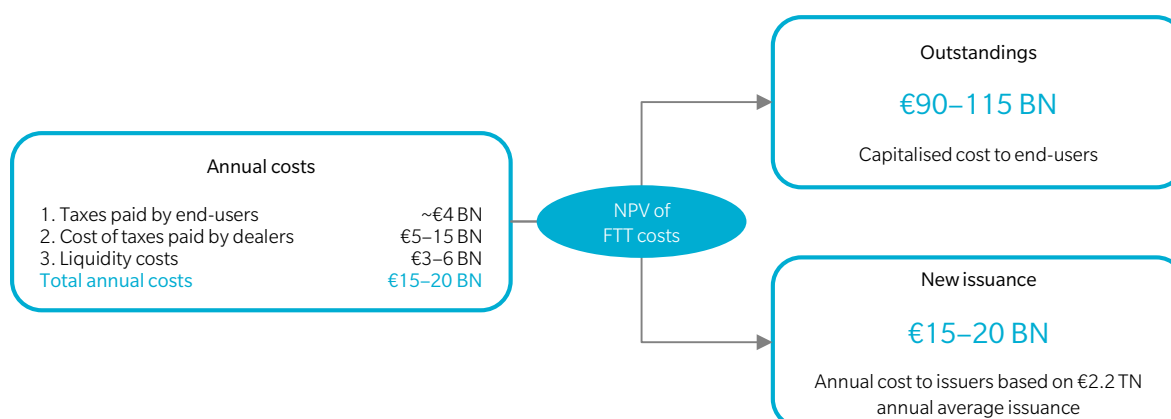 Annual costs
1. Taxes paid by end-users ~€4 BN
2. Cost of taxes paid by dealers €5–15 BN
3. Liquidity costs €3–6 BN
Total annual costs €15–20 BN
NPV of
FTT costs
Outstandings
€90–115 BN
Capitalised cost to end-users
New issuance
€15–20 BN
Annual cost to issuers based on €2.2 TN
annual average issuance